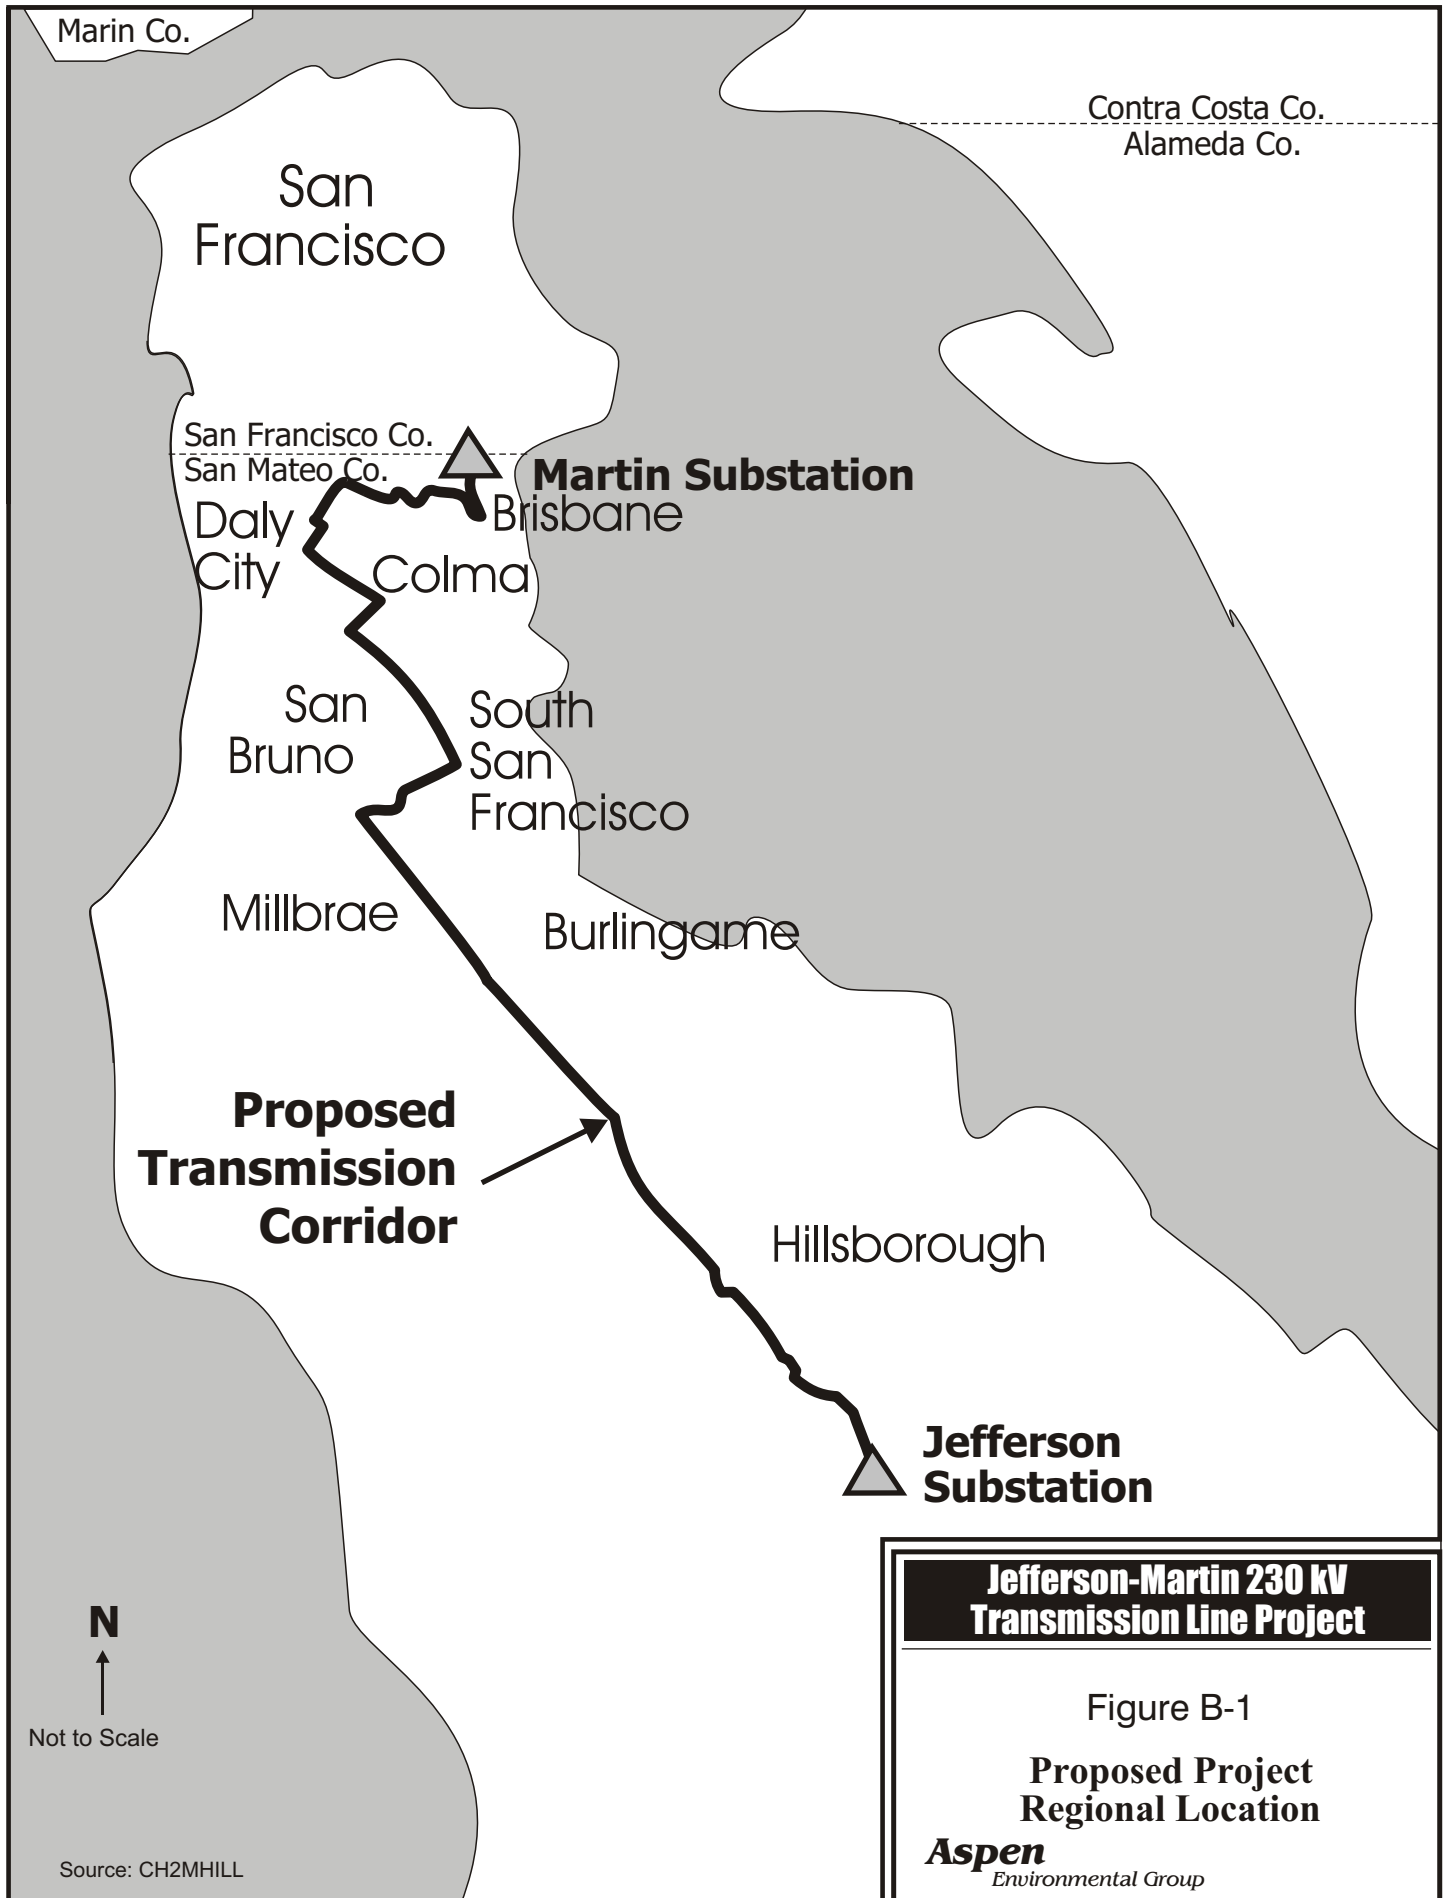 Marin Co.
Contra Costa Co.
Alameda Co.
San
Francisco
San Francisco Co.
San Mateo Co.
Martin Substation
Brisbane
Daly
City
Colma
San
Bruno
South
San
Francisco
Millbrae
Burlingame
Proposed
Transmission
Corridor
Hillsborough
Jefferson
Substation
N
Not to Scale
Source: CH2MHILL
Jefferson-Martin 230 kV
Transmission Line Project
Figure B-1
Proposed Project
Regional Location
Aspen
Environmental Group